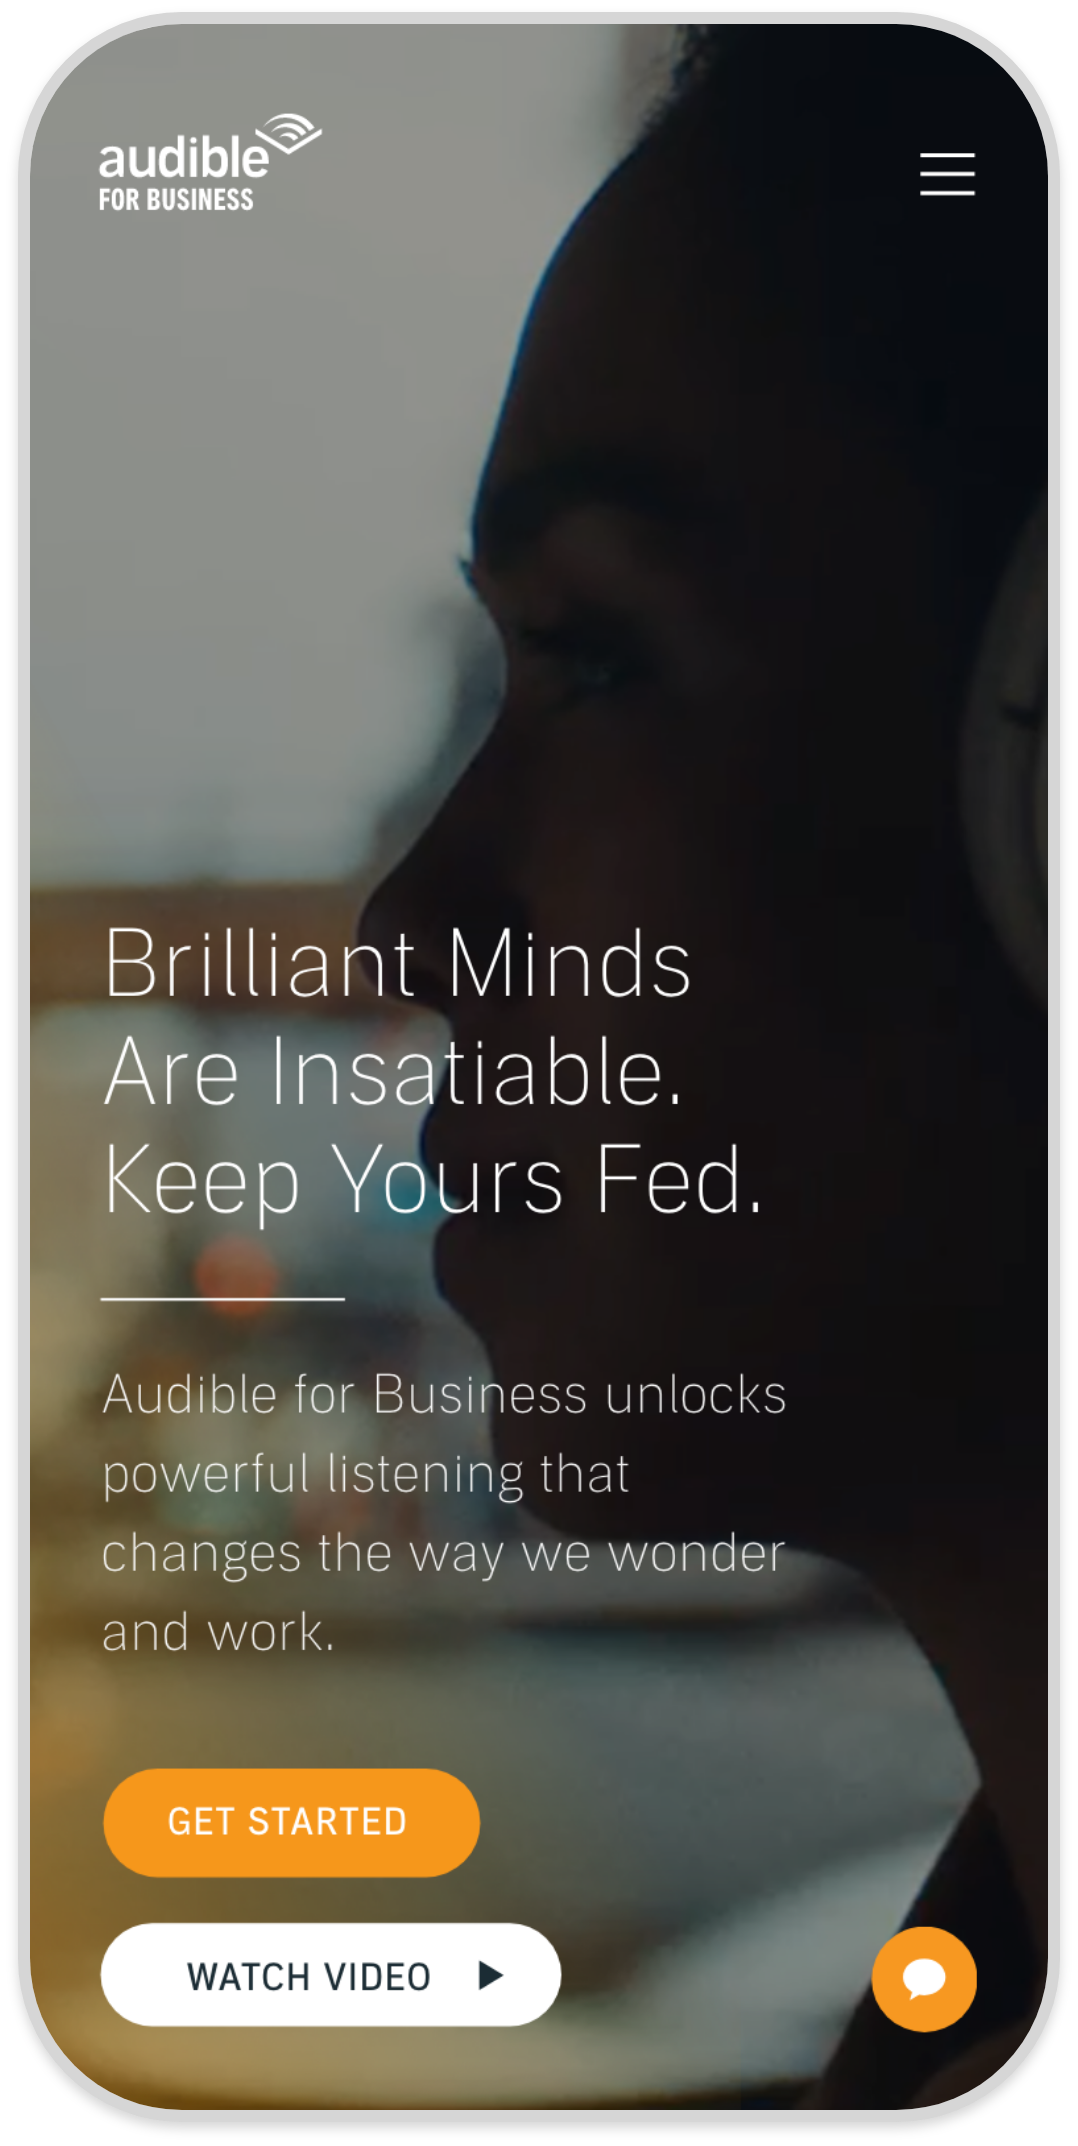 audible
FOR BUSINESS
Brilliant Minds
Are Insatiable.
Keep Yours Fed.
Audible for Business unlocks
powerful listening that
changes the way we wonder
and work.
GET STARTED
WATCH VIDEO